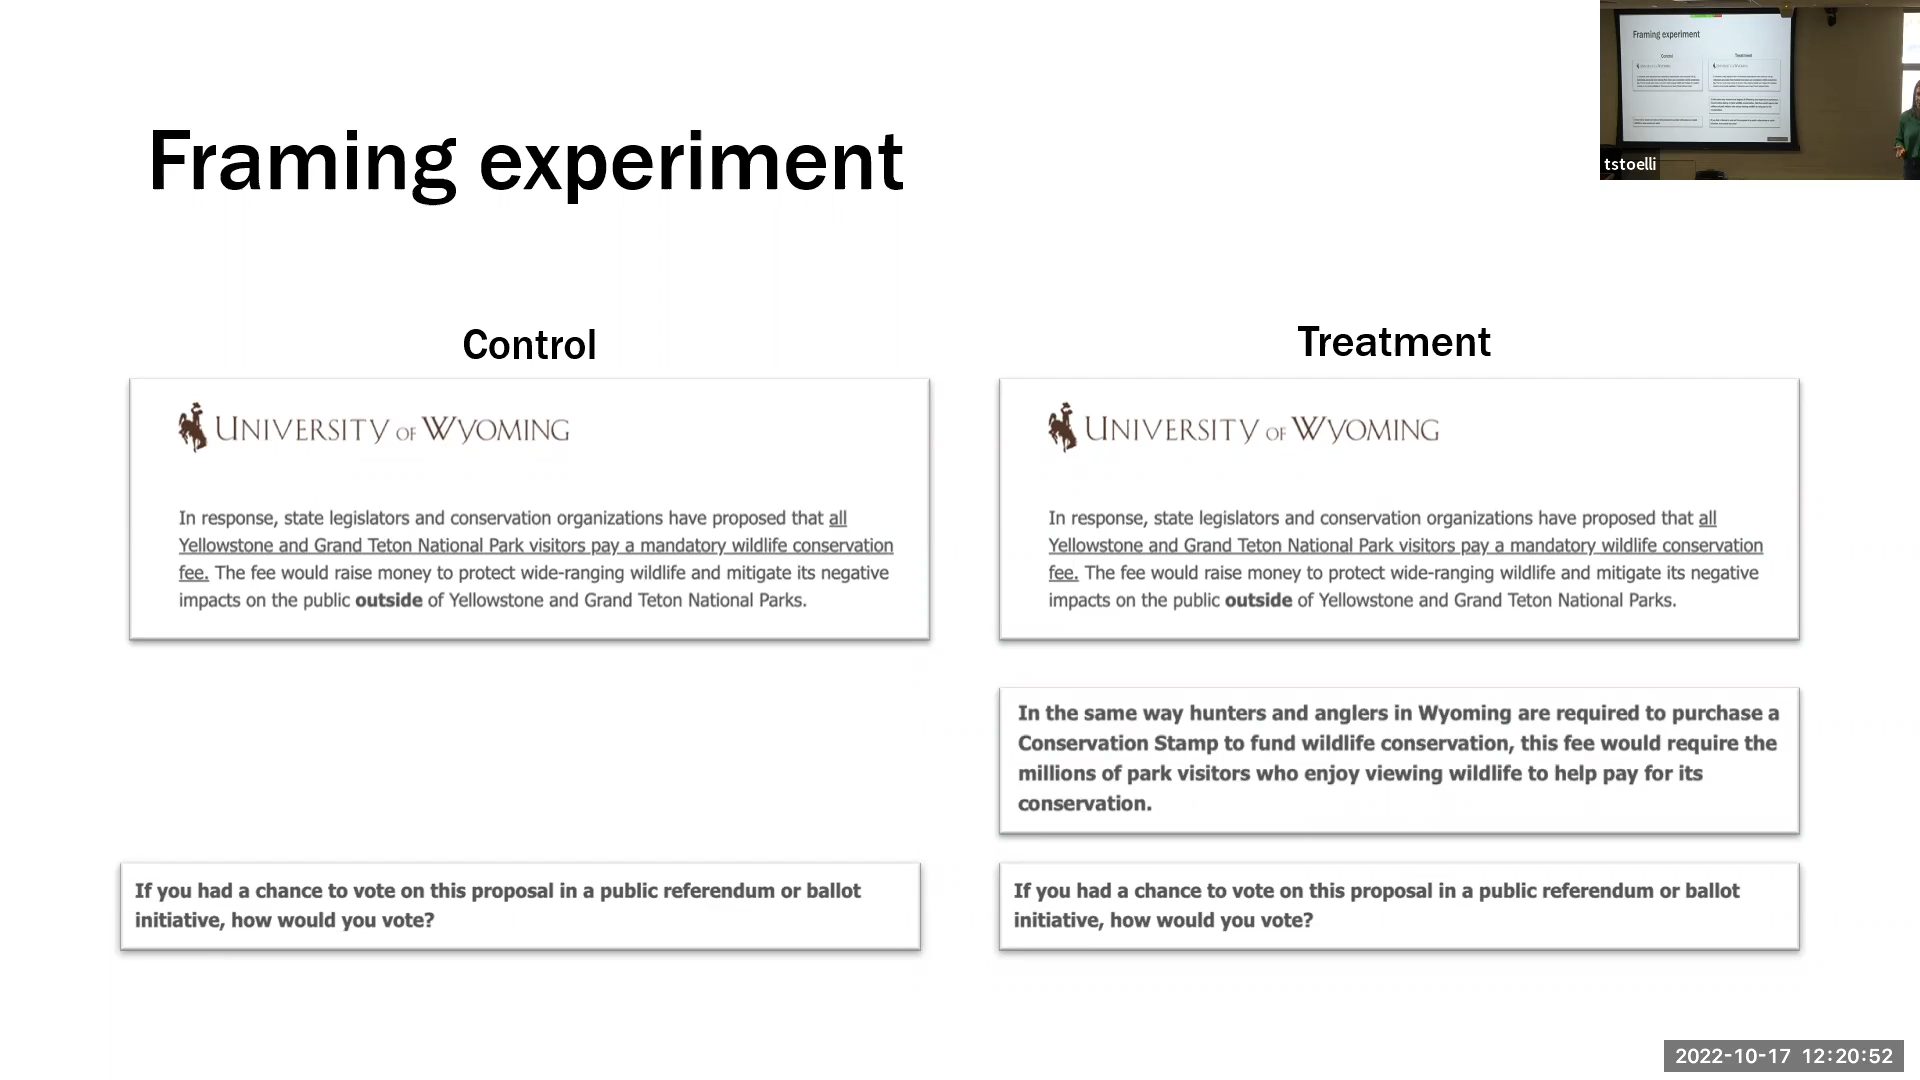 Framing experiment
Control
UNIVERSITY OF WYOMING
In response, state legislators and conservation organizations have proposed that all
Yellowstone and Grand Teton National Park visitors pay a mandatory wildlife conservation
fee. The fee would raise money to protect wide-ranging wildlife and mitigate its negative
impacts on the public outside of Yellowstone and Grand Teton National Parks.
If you had a chance to vote on this proposal in a public referendum or ballot
initiative, how would you vote?
Treatment
UNIVERSITY OF WYOMING
In response, state legislators and conservation organizations have proposed that all
Yellowstone and Grand Teton National Park visitors pay a mandatory wildlife conservation
fee. The fee would raise money to protect wide-ranging wildlife and mitigate its negative
impacts on the public outside of Yellowstone and Grand Teton National Parks.
In the same way hunters and anglers in Wyoming are required to purchase a
Conservation Stamp to fund wildlife conservation, this fee would require the
millions of park visitors who enjoy viewing wildlife to help pay for its
conservation.
If you had a chance to vote on this proposal in a public referendum or ballot
initiative, how would you vote?
Framing experiment
Control
Treatment
tstoelli
2022-10-17 12:20:52